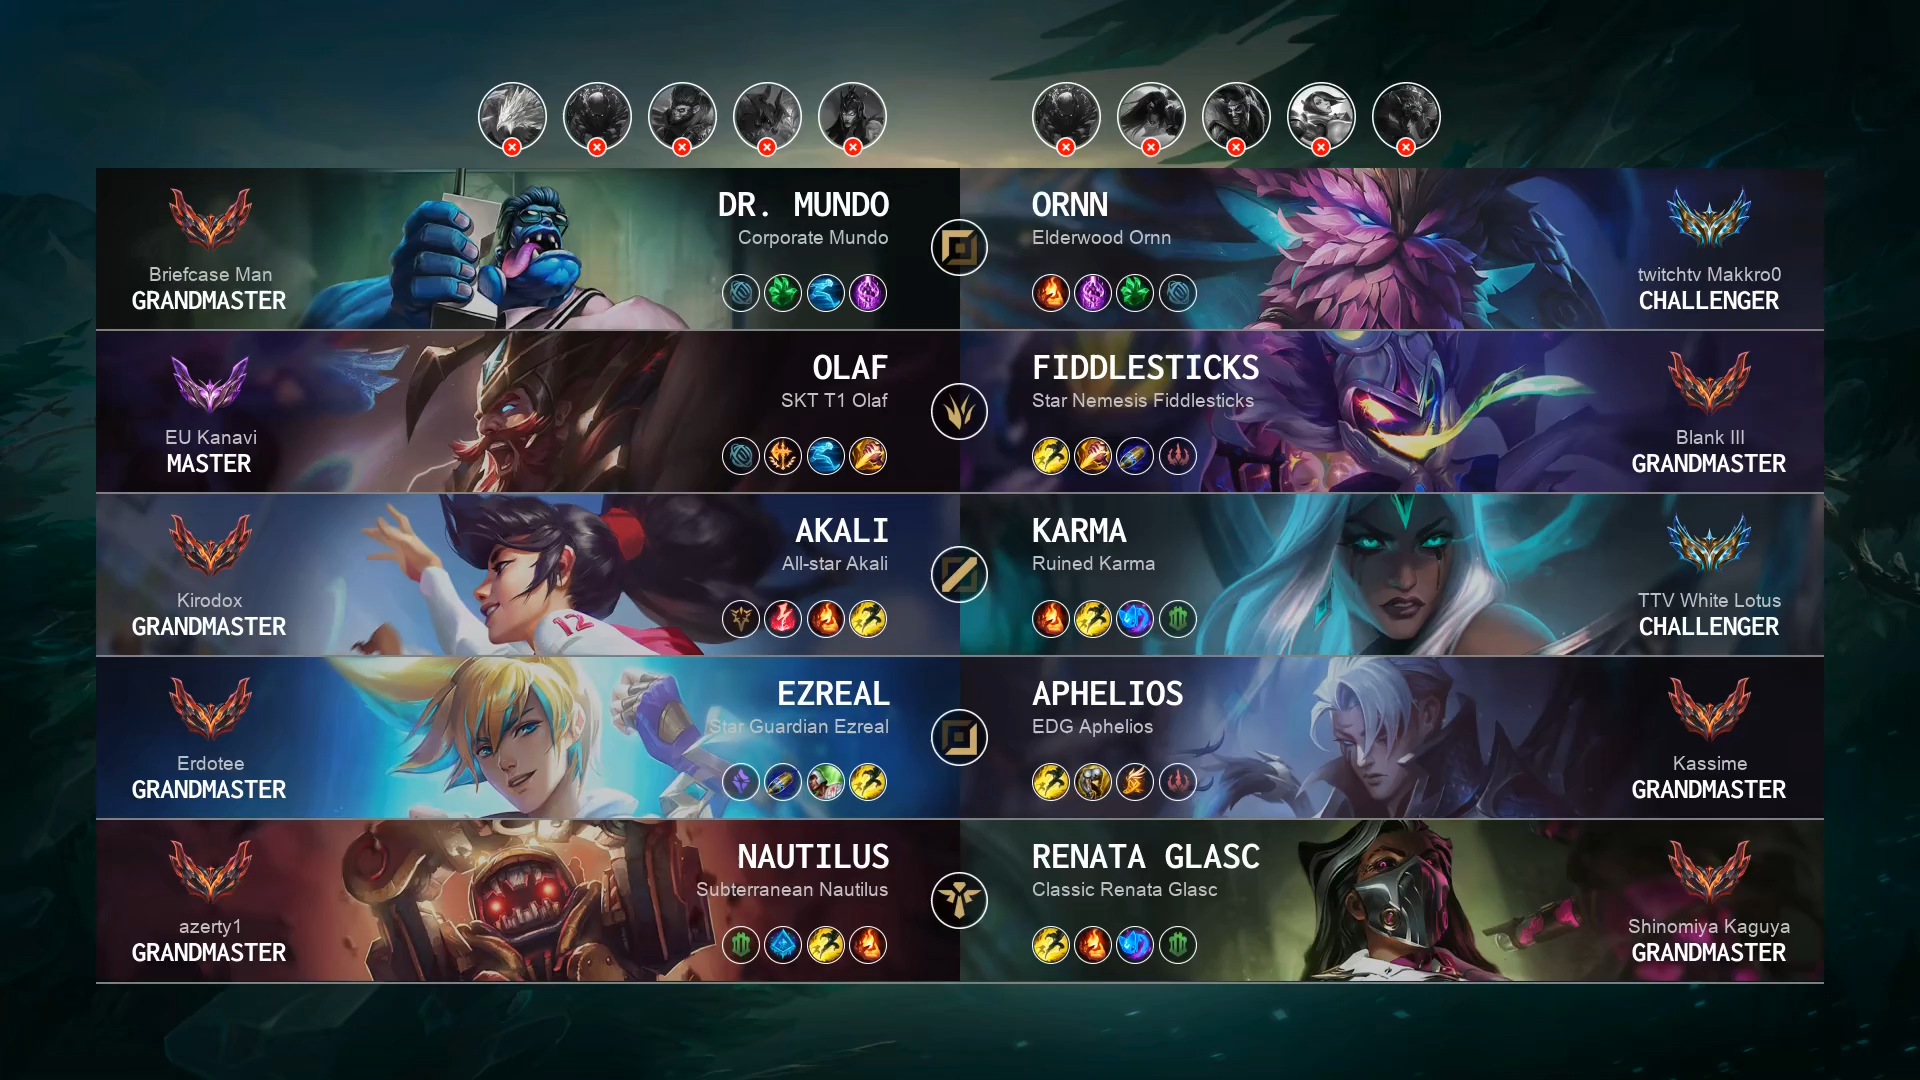 DR. MUNDO
Corporate Mundo
Briefcase Man
GRANDMASTER
ORNN
Elderwood Ornn
twitchtv Makkro0
CHALLENGER
OLAF
SKT T1 Olaf
EU Kanavi
MASTER
FIDDLESTICKS
Star Nemesis Fiddlesticks
Blank III
GRANDMASTER
AKALI
All-star Akali
Kirodox
GRANDMASTER
12
KARMA
Ruined Karma
TTV White Lotus
CHALLENGER
EZREAL
Star Guardian Ezreal
Erdotee
GRANDMASTER
APHELIOS
EDG Aphelios
Kassime
GRANDMASTER
NAUTILUS
Subterranean Nautilus
azerty1
GRANDMASTER
RENATA GLASC
Classic Renata Glasc
Shinomiya Kaguya
GRANDMASTER